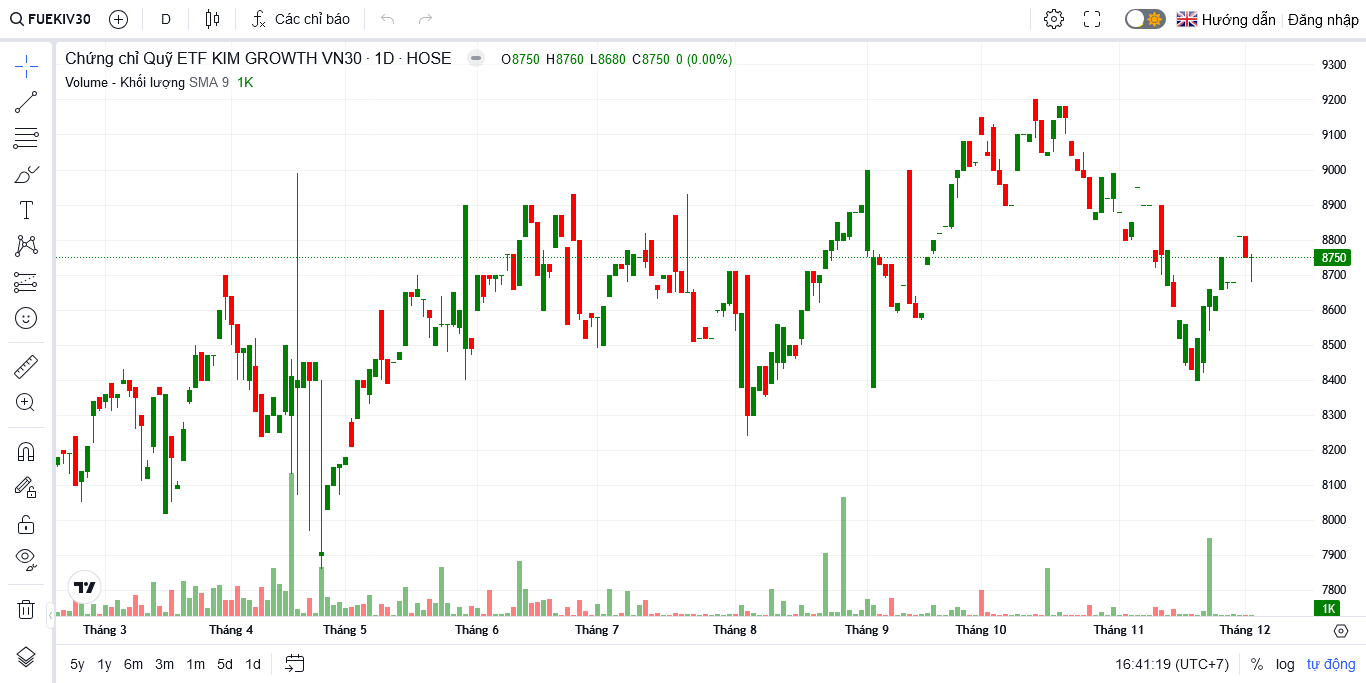 FUEKIV30 D Các chỉ báo Hướng dẫn Đăng nhập
Chứng chỉ Quỹ ETF KIM GROWTH VN30 · 1D · HOSE O8750 H8760 L8680 C8750 0 (0.00%)
Volume - Khối lượng SMA 9 1K
9300
9200
9100
9000
8900
8800
8750
8700
8600
8500
8400
8300
8200
8100
8000
7900
7800
1K
Tháng 3 Tháng 4 Tháng 5 Tháng 6 Tháng 7 Tháng 8 Tháng 9 Tháng 10 Tháng 11 Tháng 12
5y 1y 6m 3m 1m 5d 1d 16:41:19 (UTC+7) % log tự động